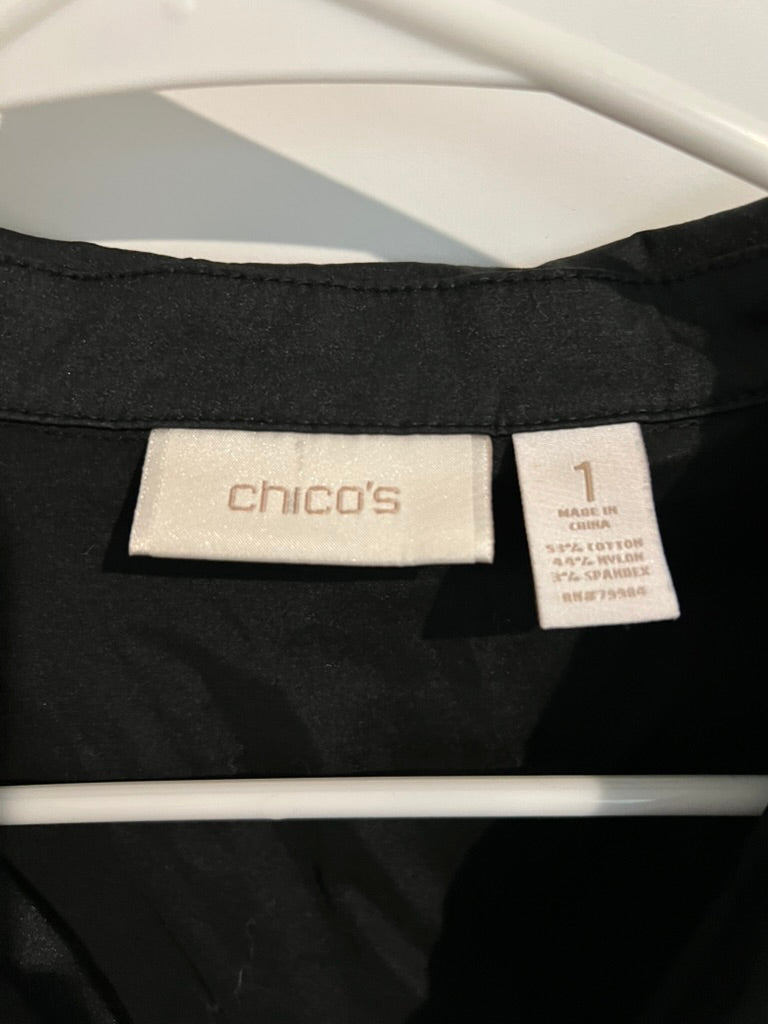 chico's
1
MADE IN
CHINA
53% COTTON
44% NYLON
3% SPANDEX
RN#79984